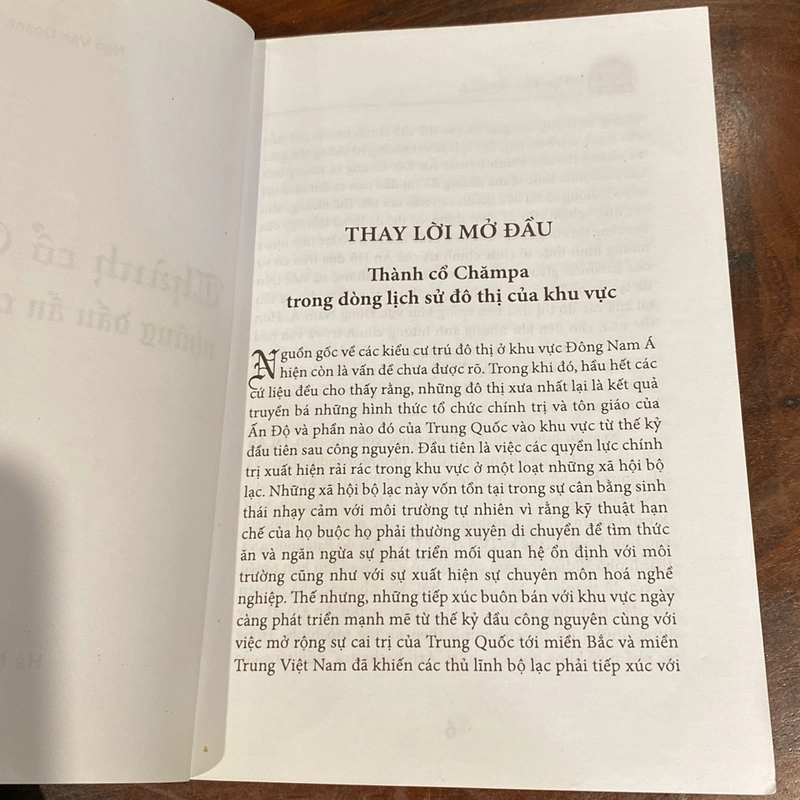 THAY LỜI MỞ ĐẦU
Thành cổ Chămpa
trong dòng lịch sử đô thị của khu vực
Nguồn gốc về các kiểu cư trú đô thị ở khu vực Đông Nam Á
hiện còn là vấn đề chưa được rõ. Trong khi đó, hầu hết các
cứ liệu đều cho thấy rằng, những đô thị xưa nhất lại là kết quả
truyền bá những hình thức tổ chức chính trị và tôn giáo của
Ấn Độ và phần nào đó của Trung Quốc vào khu vực từ thế kỷ
đầu tiên sau công nguyên. Đầu tiên là việc các quyền lực chính
trị xuất hiện rải rác trong khu vực ở một loạt những xã hội bộ
lạc. Những xã hội bộ lạc này vốn tồn tại trong sự cân bằng sinh
thái nhạy cảm với môi trường tự nhiên vì rằng kỹ thuật hạn
chế của họ buộc họ phải thường xuyên di chuyển để tìm thức
ăn và ngăn ngừa sự phát triển mối quan hệ ổn định với môi
trường cũng như với sự xuất hiện sự chuyên môn hoá nghề
nghiệp. Thế nhưng, những tiếp xúc buôn bán với khu vực ngày
càng phát triển mạnh mẽ từ thế kỷ đầu công nguyên cùng với
việc mở rộng sự cai trị của Trung Quốc tới miền Bắc và miền
Trung Việt Nam đã khiến các thủ lĩnh bộ lạc phải tiếp xúc với